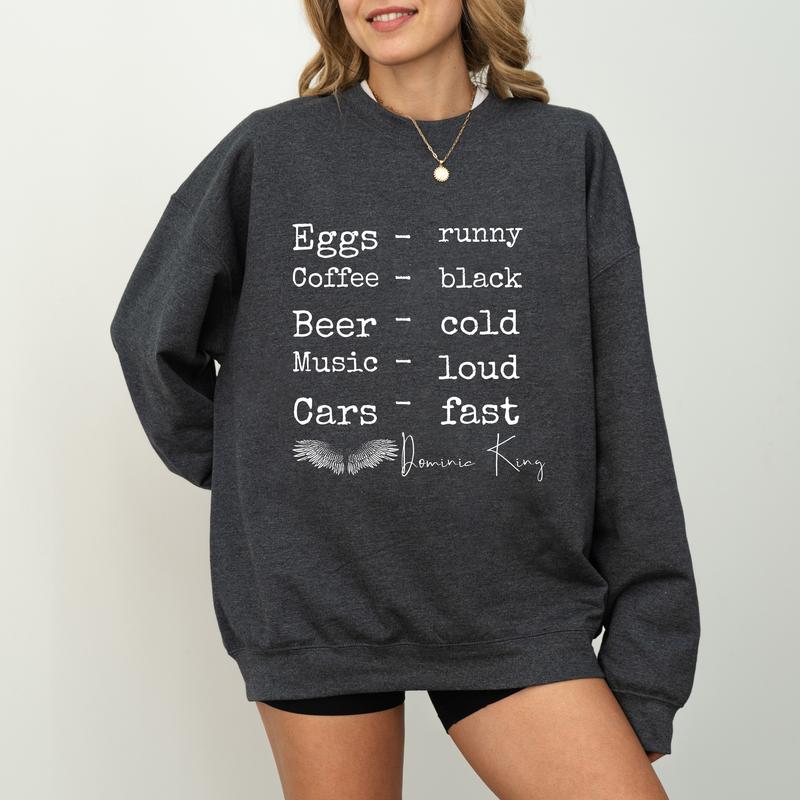 Eggs - runny
Coffee - black
Beer - cold
Music - loud
Cars - fast
Dominic King